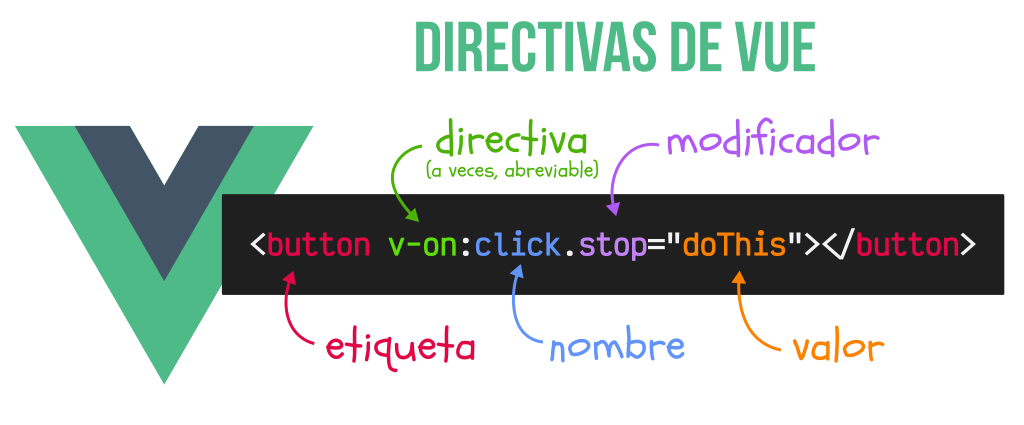 DIRECTIVAS DE VUE
directiva
(a veces, abreviable)
modificador
<button v-on:click.stop="doThis"></button>
etiqueta
nombre
valor